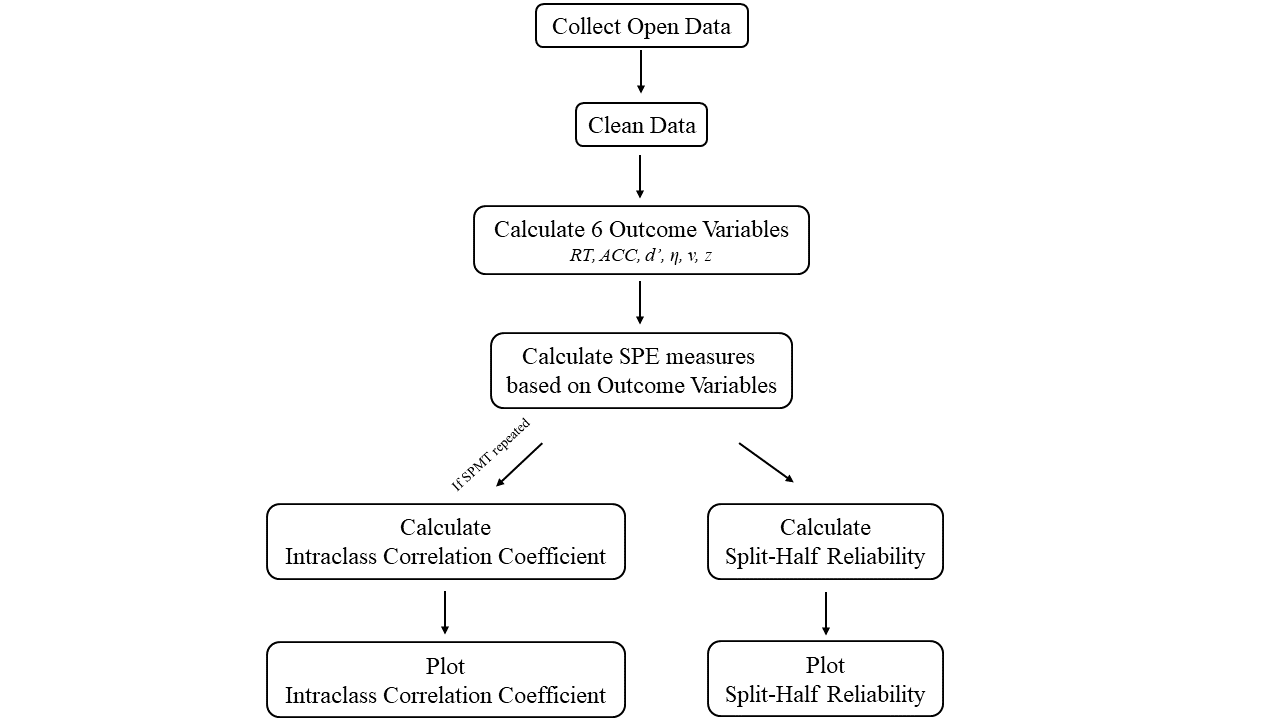 Collect Open Data
Clean Data
Calculate 6 Outcome Variables
RT, ACC, d’, η, v, z
Calculate SPE measures
based on Outcome Variables
If SPMT repeated
Calculate
Intraclass Correlation Coefficient
Calculate
Split-Half Reliability
Plot
Intraclass Correlation Coefficient
Plot
Split-Half Reliability